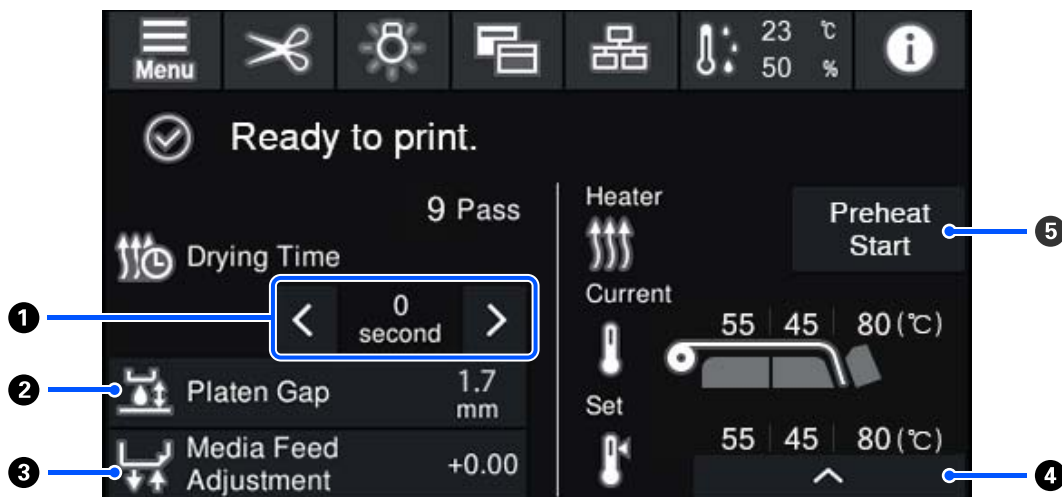 Menu
23 ℃
50 %
i
Ready to print.
9 Pass
Drying Time
0
second
Platen Gap
1.7
mm
Media Feed
Adjustment
+0.00
Heater
Preheat
Start
Current
55 45 80 (℃)
Set
55 45 80 (℃)
1
2
3
4
5